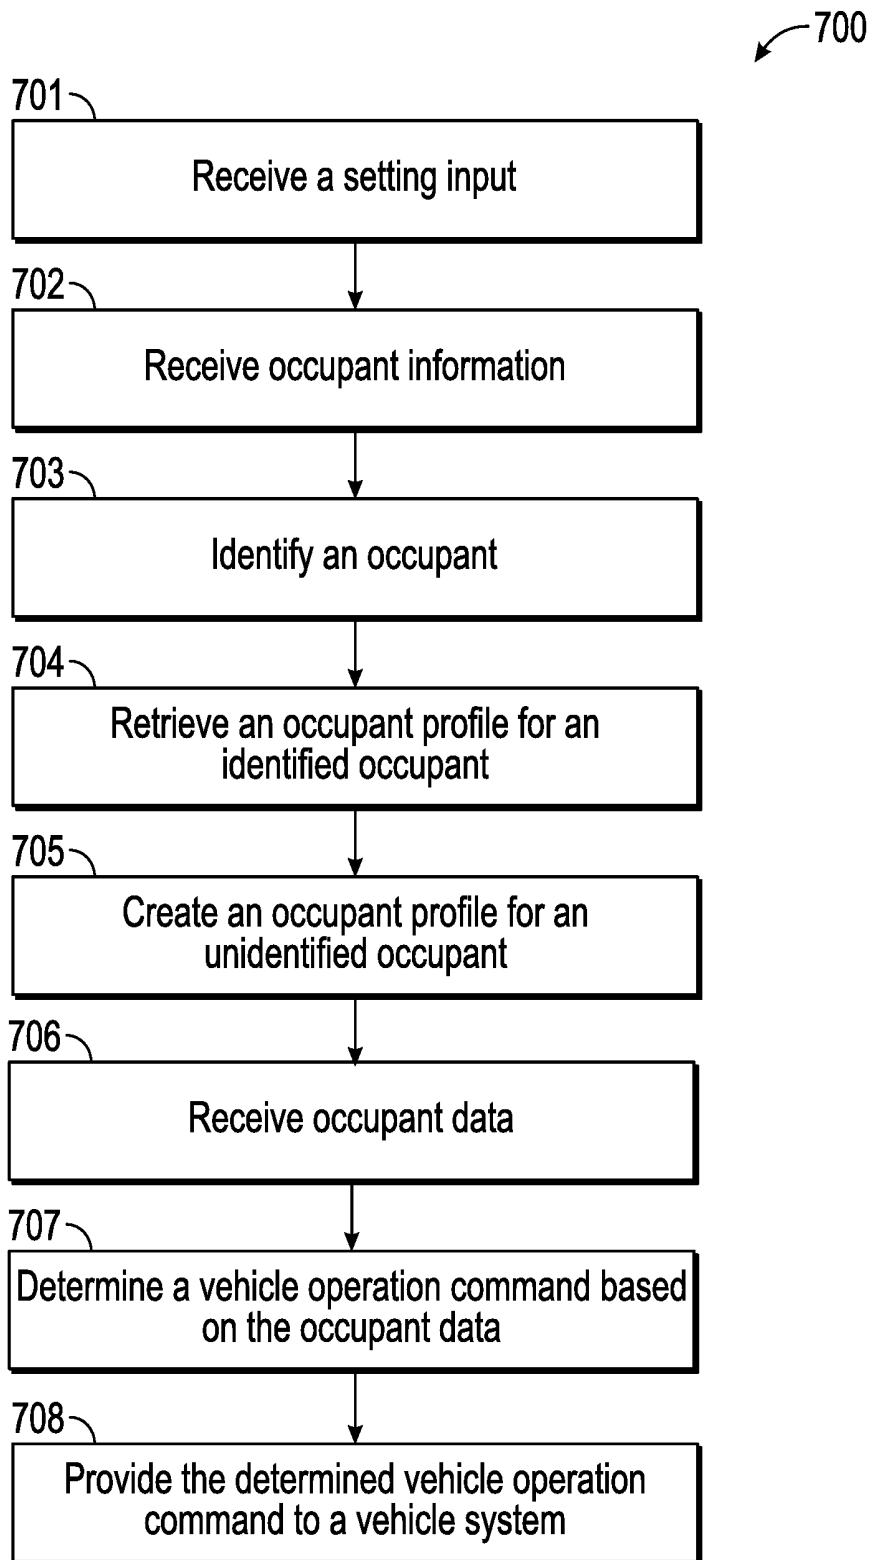 700
701
Receive a setting input
702
Receive occupant information
703
Identify an occupant
704
Retrieve an occupant profile for an
identified occupant
705
Create an occupant profile for an
unidentified occupant
706
Receive occupant data
707
Determine a vehicle operation command based
on the occupant data
708
Provide the determined vehicle operation
command to a vehicle system